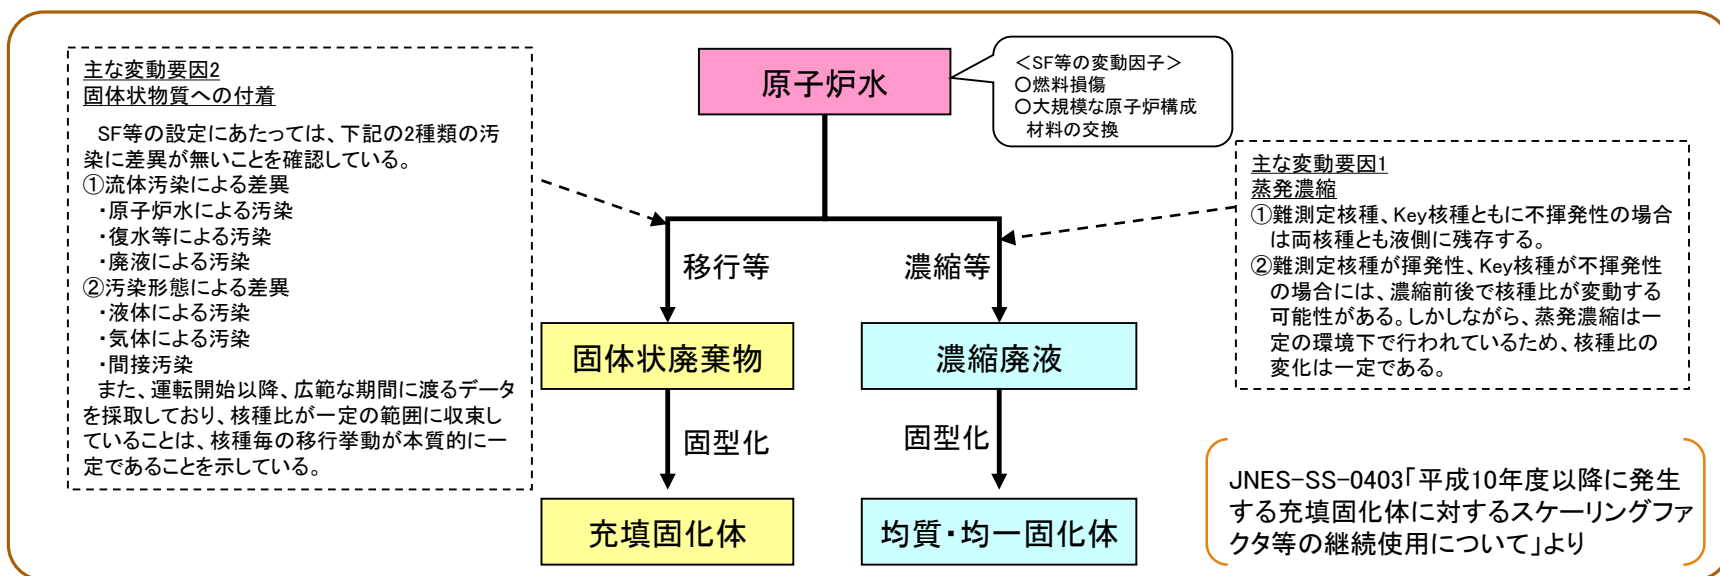 主な変動要因2
固体状物質への付着
SF等の設定にあたっては、下記の2種類の汚
染に差異が無いことを確認している。
①流体汚染による差異
・原子炉水による汚染
・復水等による汚染
・廃液による汚染
②汚染形態による差異
・液体による汚染
・気体による汚染
・間接汚染
また、運転開始以降、広範な期間に渡るデータ
を採取しており、核種比が一定の範囲に収束し
ていることは、核種毎の移行挙動が本質的に一
定であることを示している。
原子炉水
＜SF等の変動因子＞
○燃料損傷
○大規模な原子炉構成
材料の交換
主な変動要因1
蒸発濃縮
①難測定核種、Key核種ともに不揮発性の場合
は両核種とも液側に残存する。
②難測定核種が揮発性、Key核種が不揮発性
の場合には、濃縮前後で核種比が変動する
可能性がある。しかしながら、蒸発濃縮は一
定の環境下で行われているため、核種比の
変化は一定である。
移行等
濃縮等
固体状廃棄物
濃縮廃液
固型化
固型化
充填固化体
均質・均一固化体
JNES-SS-0403「平成10年度以降に発生
する充填固化体に対するスケーリングファ
クタ等の継続使用について」より